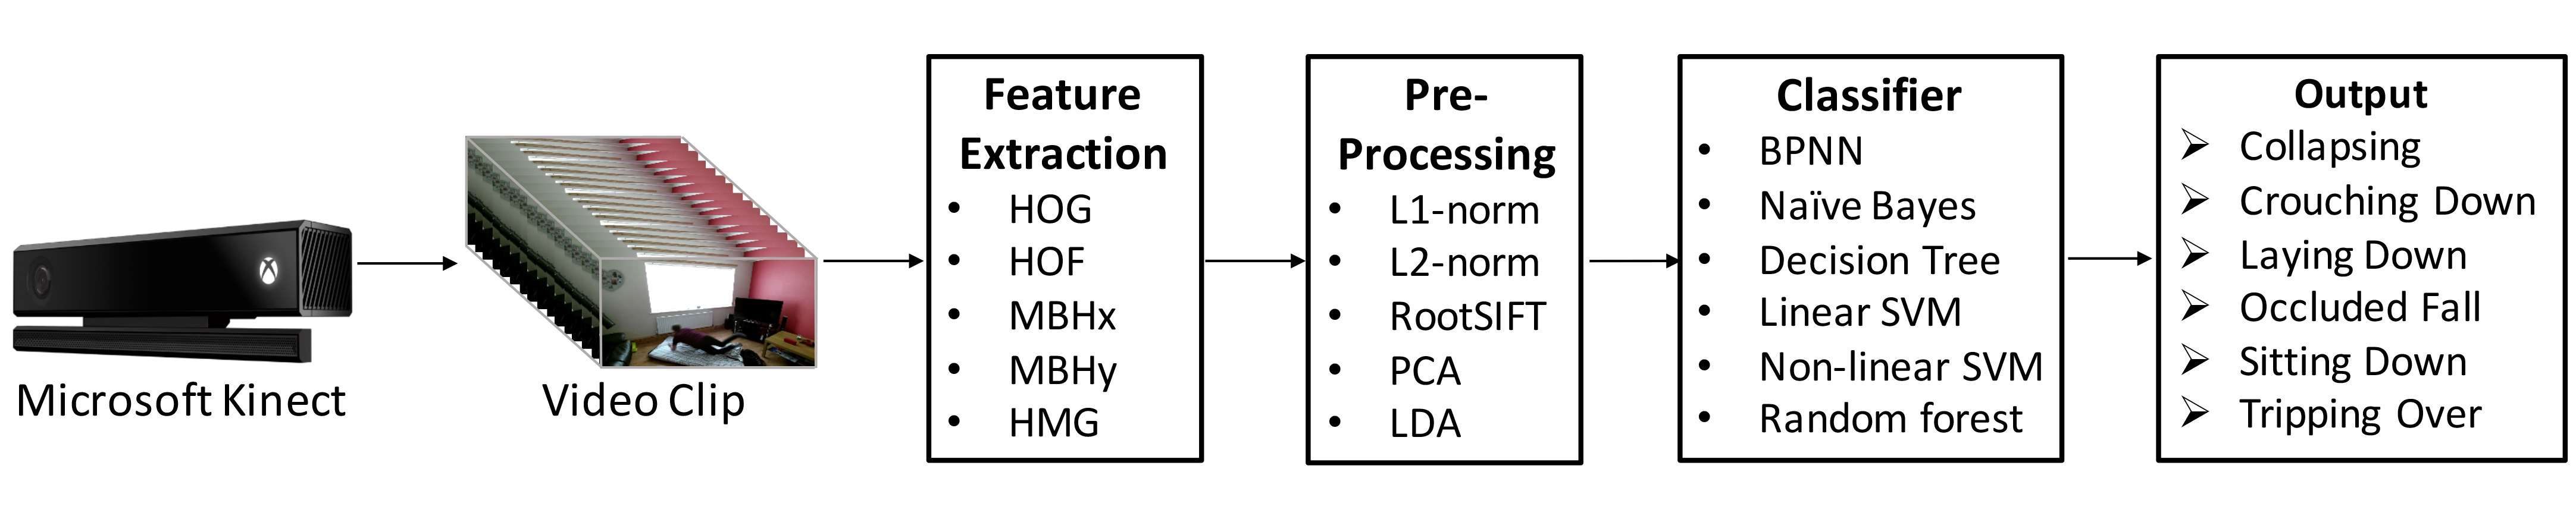 Microsoft Kinect
Video Clip
Feature
Extraction
• HOG
• HOF
• MBHx
• MBHy
• HMG
Pre-
Processing
• L1-norm
• L2-norm
• RootSIFT
• PCA
• LDA
Classifier
• BPNN
• Naïve Bayes
• Decision Tree
• Linear SVM
• Non-linear SVM
• Random forest
Output
➢ Collapsing
➢ Crouching Down
➢ Laying Down
➢ Occluded Fall
➢ Sitting Down
➢ Tripping Over